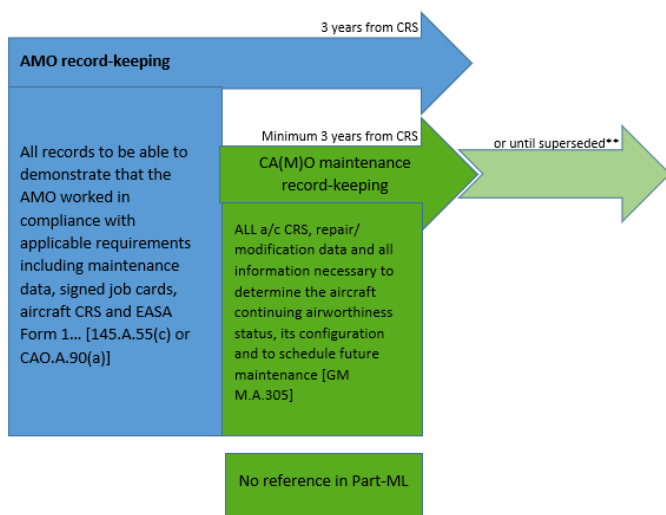 3 years from CRS
AMO record-keeping
Minimum 3 years from CRS
or until superseded**
CA(M)O maintenance
record-keeping
All records to be able to
demonstrate that the
AMO worked in
compliance with
applicable requirements
including maintenance
data, signed job cards,
aircraft CRS and EASA
Form 1... [145.A.55(c) or
CAO.A.90(a)]
ALL a/c CRS, repair/
modification data and all
information necessary to
determine the aircraft
continuing airworthiness
status, its configuration
and to schedule future
maintenance [GM
M.A.305]
No reference in Part-ML